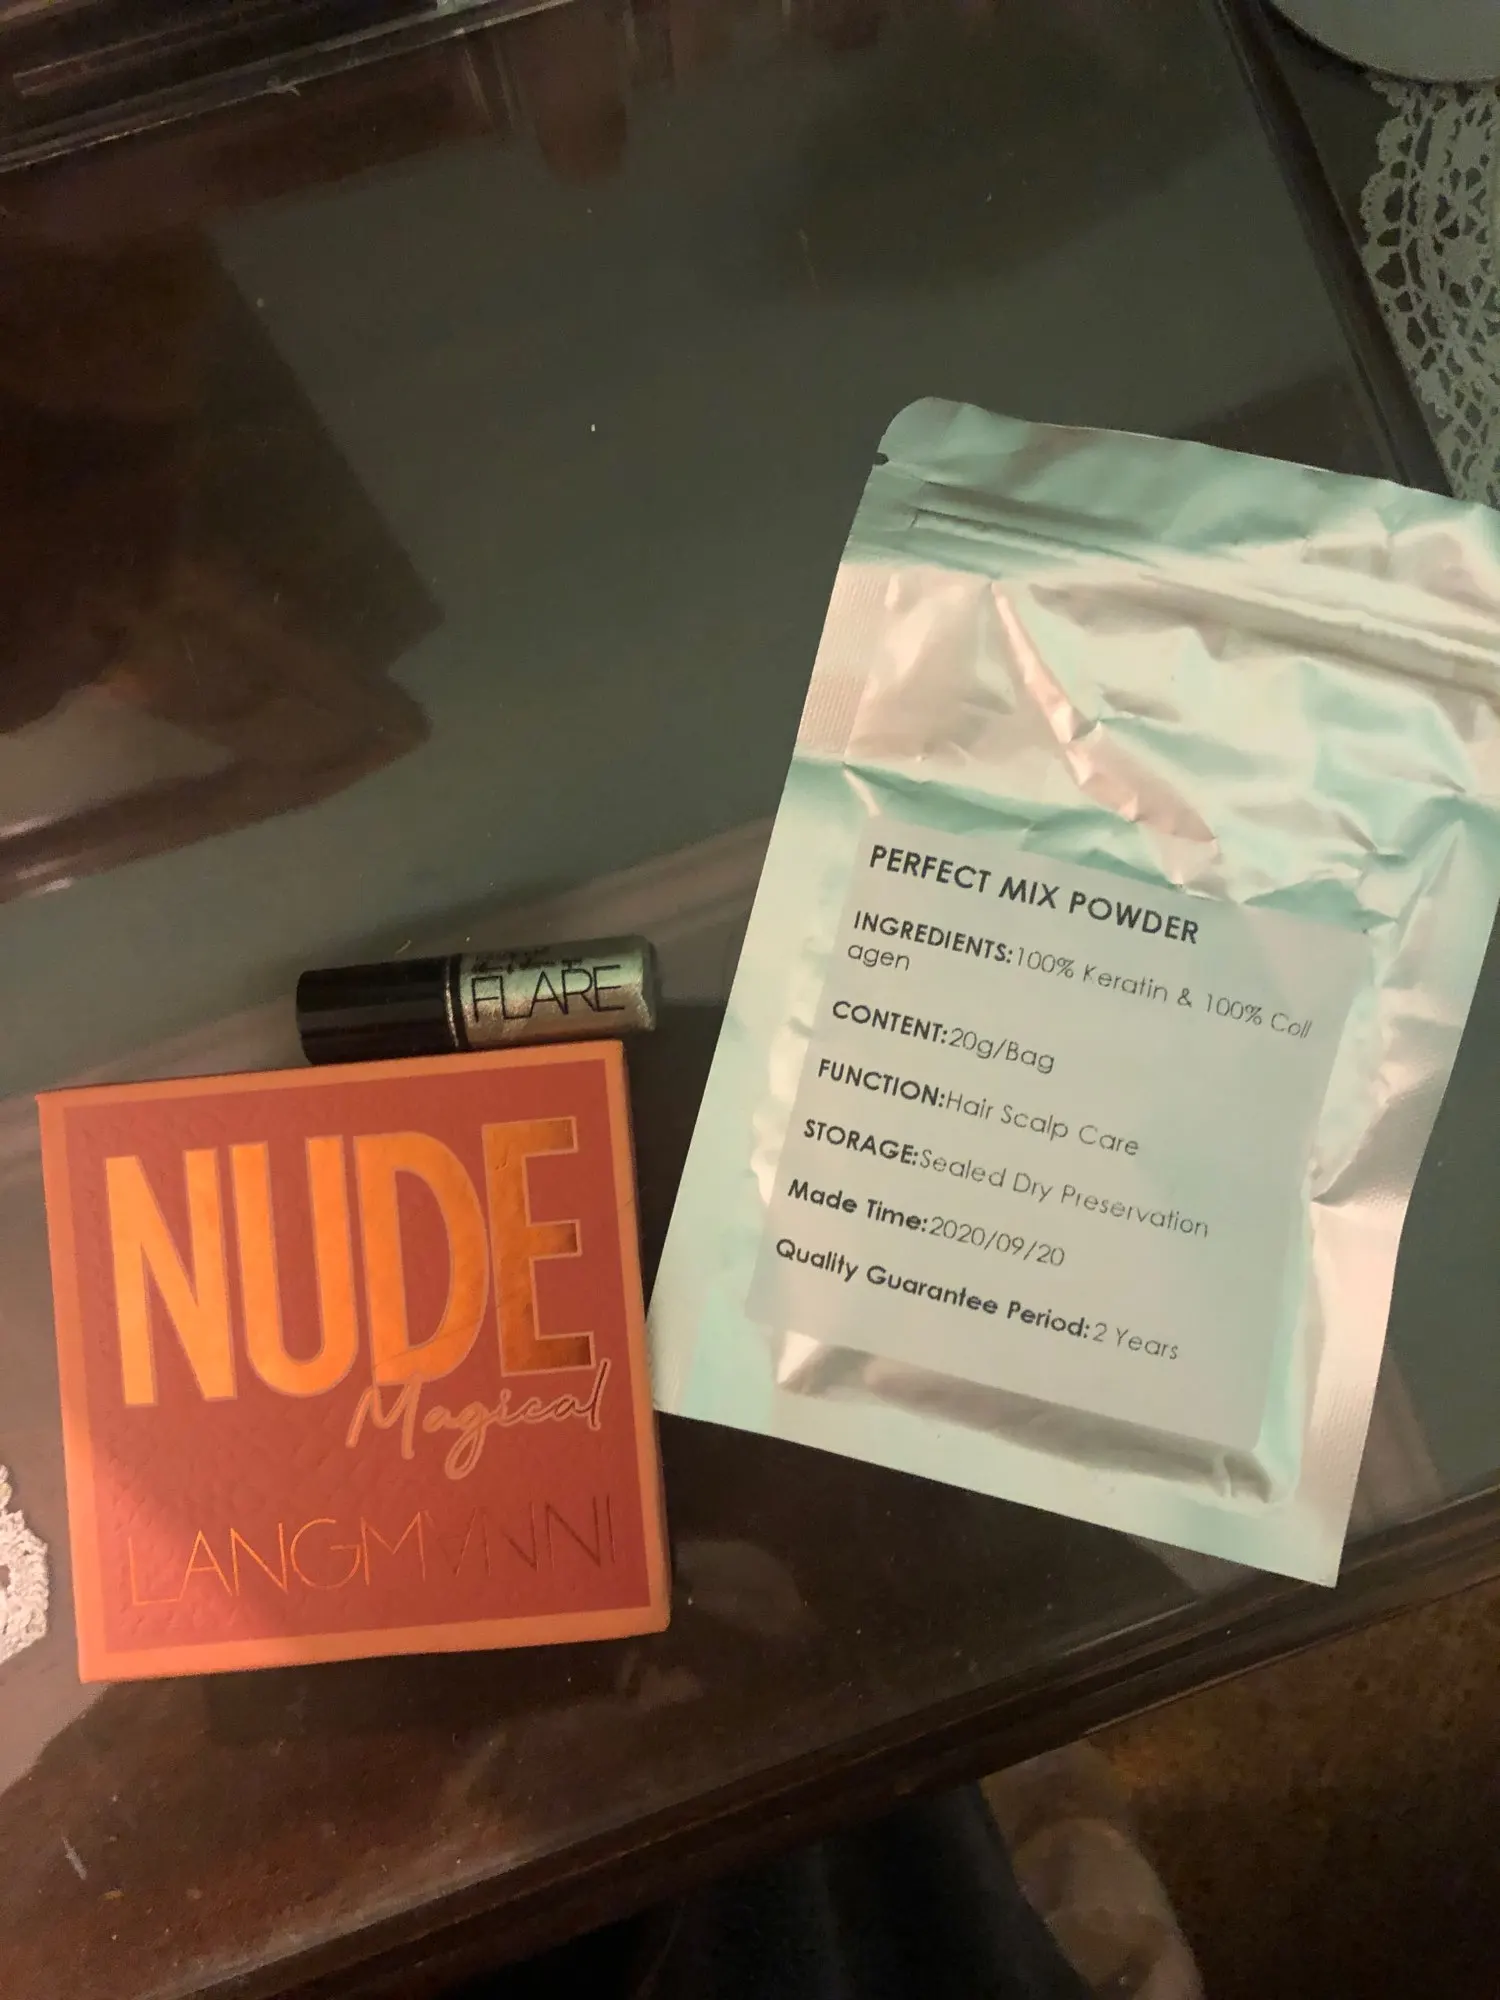 PERFECT MIX POWDER
INGREDIENTS:100% Keratin & 100% Coll
agen
CONTENT:20g/Bag
FUNCTION:Hair Scalp Care
STORAGE:Sealed Dry Preservation
Made Time:2020/09/20
Quality Guarantee Period:2 Years
FLARE
NUDE
Magical
LANGMANNI